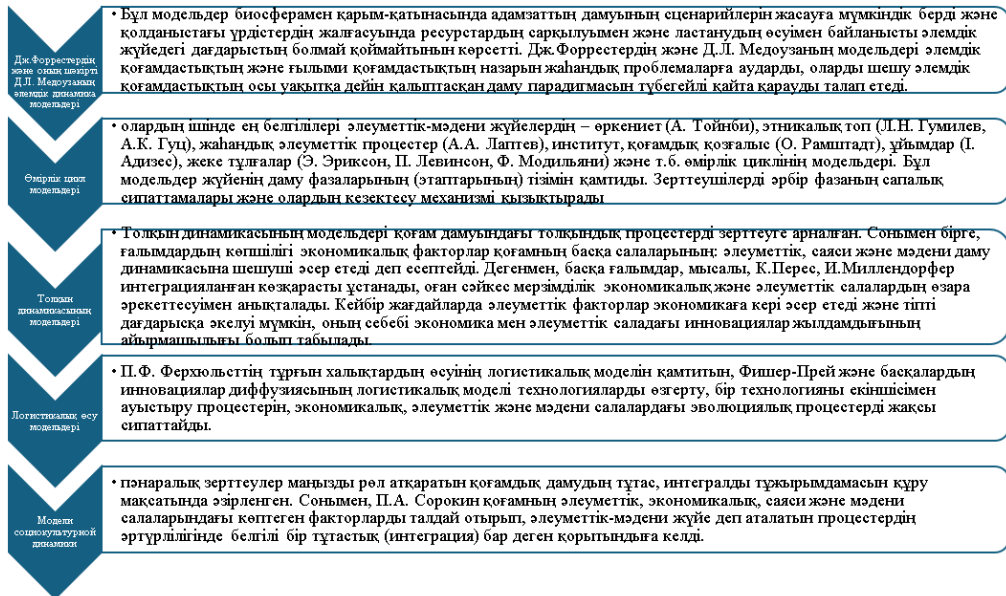 Дж.Форрестердің
және оның шәкірті
Д.Л. Медоузаның
әлемдік динамика
модельдері
• Бұл модельдер биосферамен қарым-қатынасында адамзаттың дамуының сценарийлерін жасауға мүмкіндік берді және
қолданыстағы үрдістердің жалғасуында ресурстардың сарқылуымен және ластанудың өсуімен байланысты әлемдік
жүйедегі дағдарыстың болмай қоймайтынын көрсетті. Дж.Форрестердің және Д.Л. Медоузаның модельдері әлемдік
қоғамдастықтың және ғылыми қоғамдастықтың назарын жаһандық проблемаларға аударды, оларды шешу әлемдік
қоғамдастықтың осы уақытқа дейін қалыптасқан даму парадигмасын түбегейлі қайта қарауды талап етеді.
Өмірлік цикл
модельдері
• олардың ішінде ең белгілілері әлеуметтік-мәдени жүйелердің – өркениет (А. Тойнби), этникалық топ (Л.Н. Гумилев,
А.К. Гуц), жаһандық әлеуметтік процестер (А.А. Лаптев), институт, қоғамдық қозғалыс (О. Рамштадт), ұйымдар (І.
Адизес), жеке тұлғалар (Э. Эриксон, П. Левинсон, Ф. Модильяни) және т.б. өмірлік циклінің модельдері. Бұл
модельдер жүйенің даму фазаларының (этаптарының) тізімін қамтиды. Зерттеушілерді әрбір фазаның сапалық
сипаттамалары және олардың кезектесу механизмі қызықтырады
Толқын
динамикасының
модельдері
• Толқын динамикасының модельдері қоғам дамуындағы толқындық процестерді зерттеуге арналған. Сонымен бірге,
ғалымдардың көпшілігі экономикалық факторлар қоғамның басқа салаларының: әлеуметтік, саяси және мәдени даму
динамикасына шешуші әсер етеді деп есептейді. Дегенмен, басқа ғалымдар, мысалы, К.Перес, И.Миллендорфер
интеграцияланған көзқарасты ұстанады, оған сәйкес мерзімділік экономикалық және әлеуметтік салалардың өзара
әрекеттесуімен анықталады. Кейбір жағдайларда әлеуметтік факторлар экономикаға кері әсер етеді және тіпті
дағдарысқа әкелуі мүмкін, оның себебі экономика мен әлеуметтік саладағы инновациялар жылдамдығының
айырмашылығы болып табылады.
Логистикалық өсу
модельдері
• П.Ф. Ферхюльсттің тұрғын халықтардың өсуінің логистикалық моделін қамтитын, Фишер-Прей және басқалардың
инновациялар диффузиясының логистикалық моделі технологияларды өзгерту, бір технологияны екіншісімен
ауыстыру процестерін, экономикалық, әлеуметтік және мәдени салалардағы эволюциялық процестерді жақсы
сипаттайды.
Модели
социокультурной
динамики
• пәнаралық зерттеулер маңызды рөл атқаратын қоғамдық дамудың тұтас, интегралды тұжырымдамасын құру
мақсатында әзірленген. Сонымен, П.А. Сорокин қоғамның әлеуметтік, экономикалық, саяси және мәдени
салаларындағы көптеген факторларды талдай отырып, әлеуметтік-мәдени жүйе деп аталатын процестердің
әртүрлілігінде белгілі бір тұтастық (интеграция) бар деген қорытындыға келді.